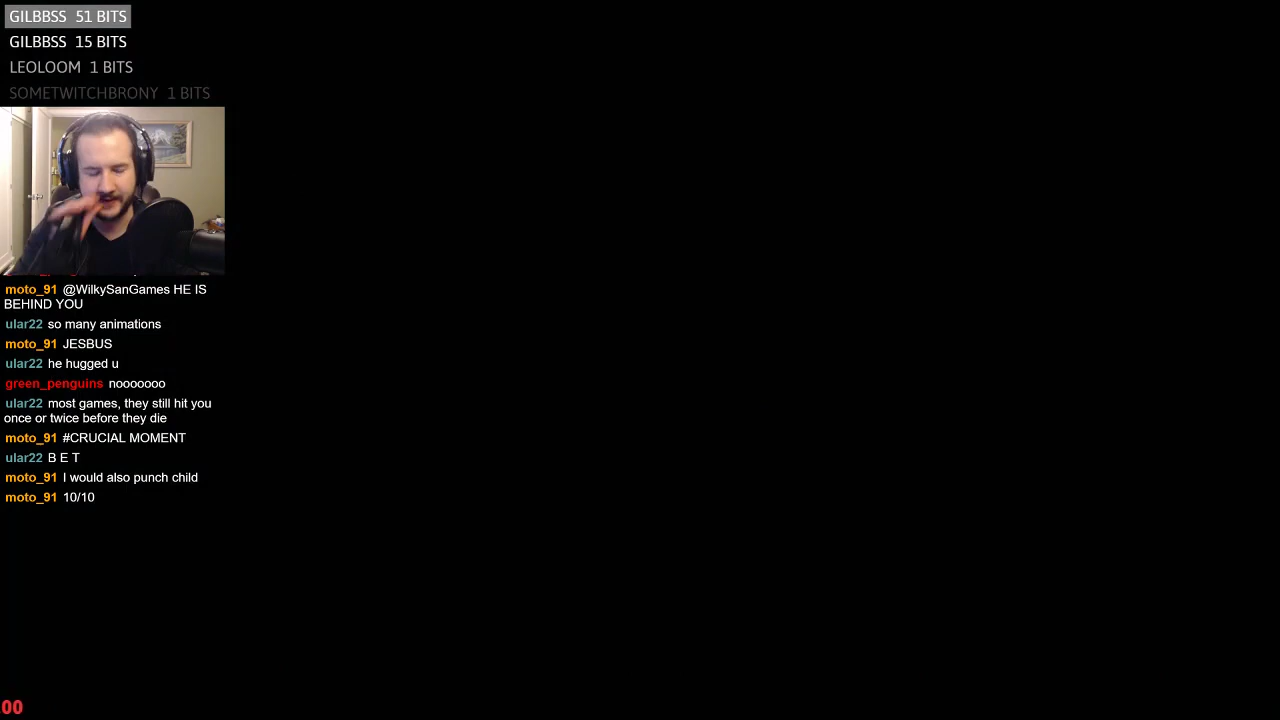 GILBBSS 51 BITS
GILBBSS 15 BITS
LEOLOOM 1 BITS
SOMETWITCHBRONY 1 BITS
moto_91 @WilkySanGames HE IS
BEHIND YOU
ular22 so many animations
moto_91 JESBUS
ular22 he hugged u
green_penguins nooooooo
ular22 most games, they still hit you
once or twice before they die
moto_91 #CRUCIAL MOMENT
ular22 B E T
moto_91 I would also punch child
moto_91 10/10
00